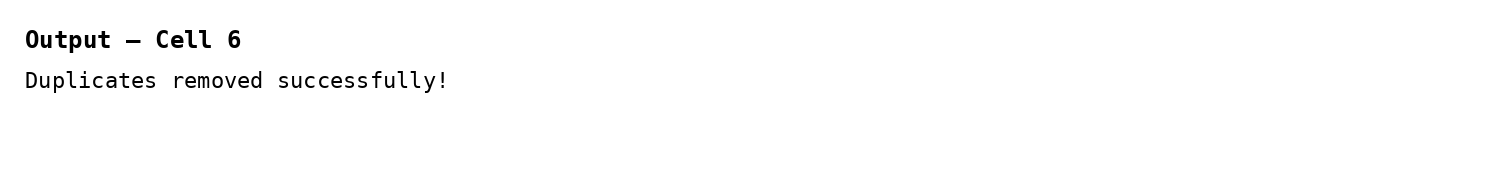 Output — Cell 6
Duplicates removed successfully!